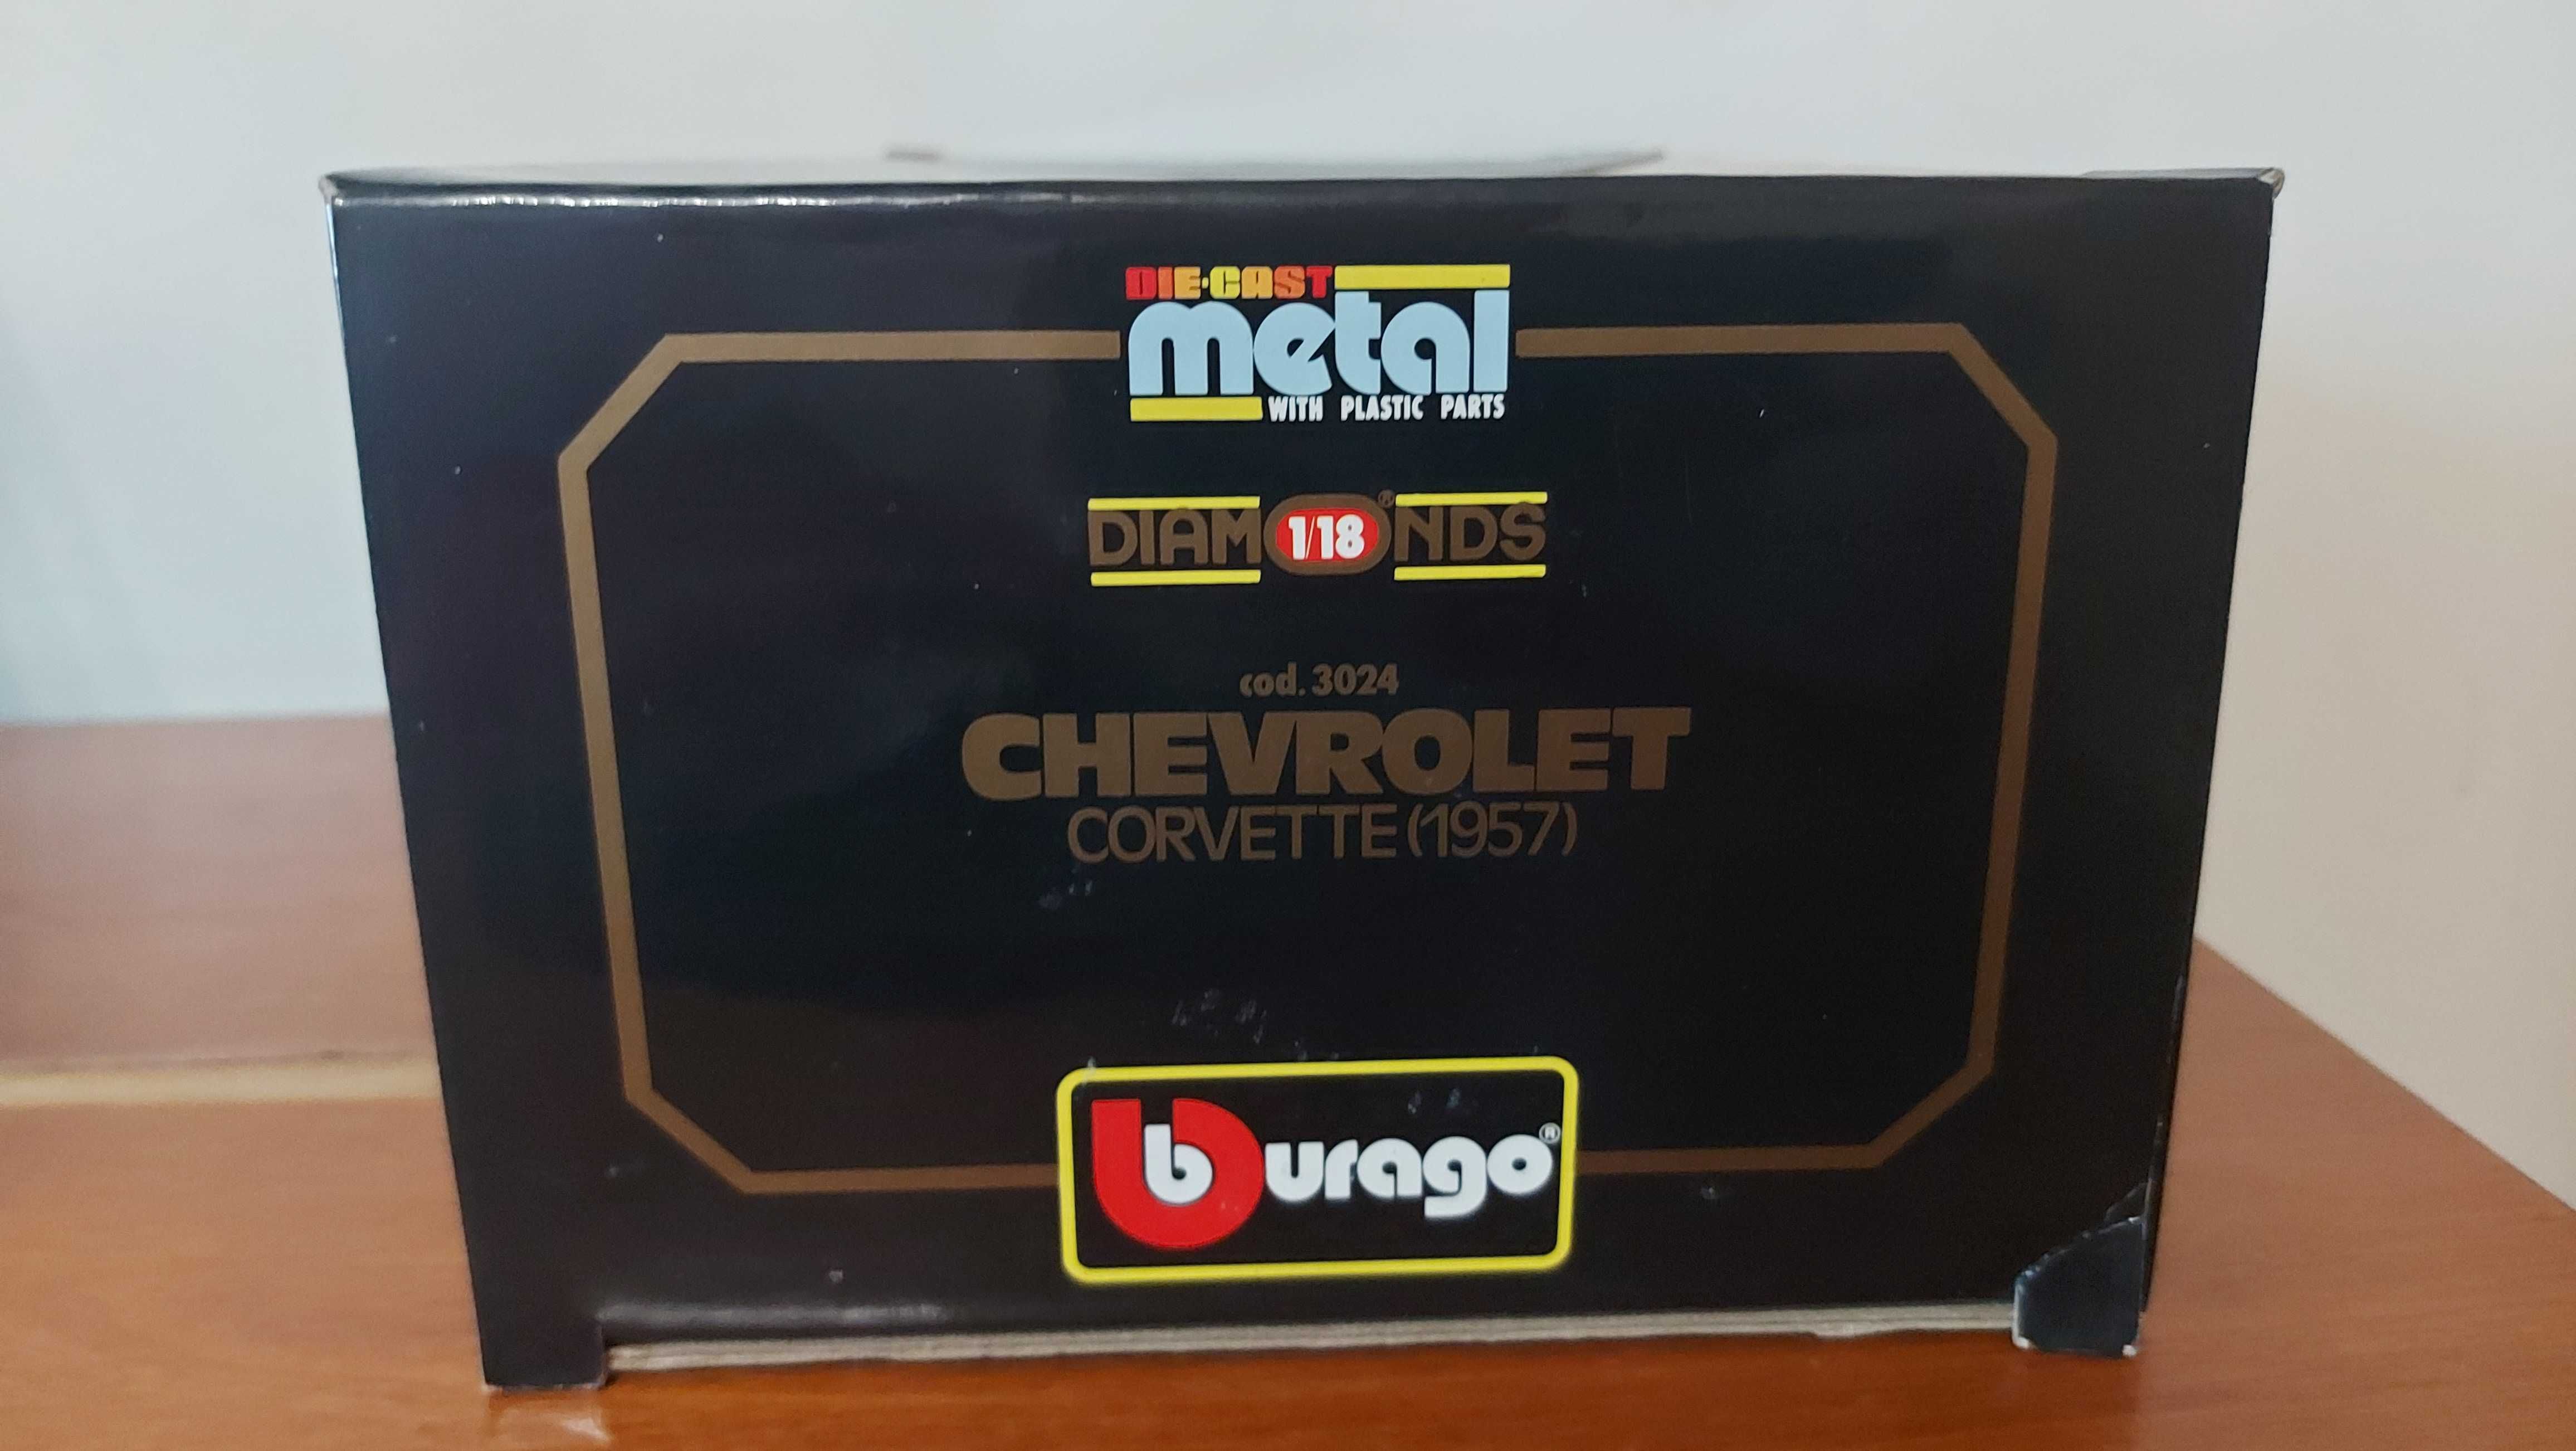 DIE·CAST
metal
WITH PLASTIC PARTS
DIAM 1/18 NDS®
cod. 3024
CHEVROLET
CORVETTE (1957)
burago®